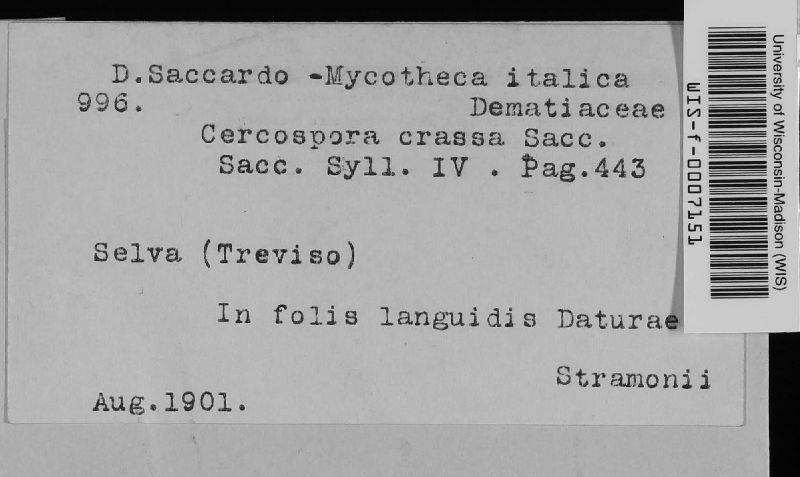 D.Saccardo -Mycotheca italica
996. Dematiaceae
Cercospora crassa Sacc.
Sacc. Syll. IV . Pag.443
Selva (Treviso)
In folis languidis Daturae
Stramonii
Aug.1901.
University of Wisconsin-Madison (WIS)
WIS-f-0007151